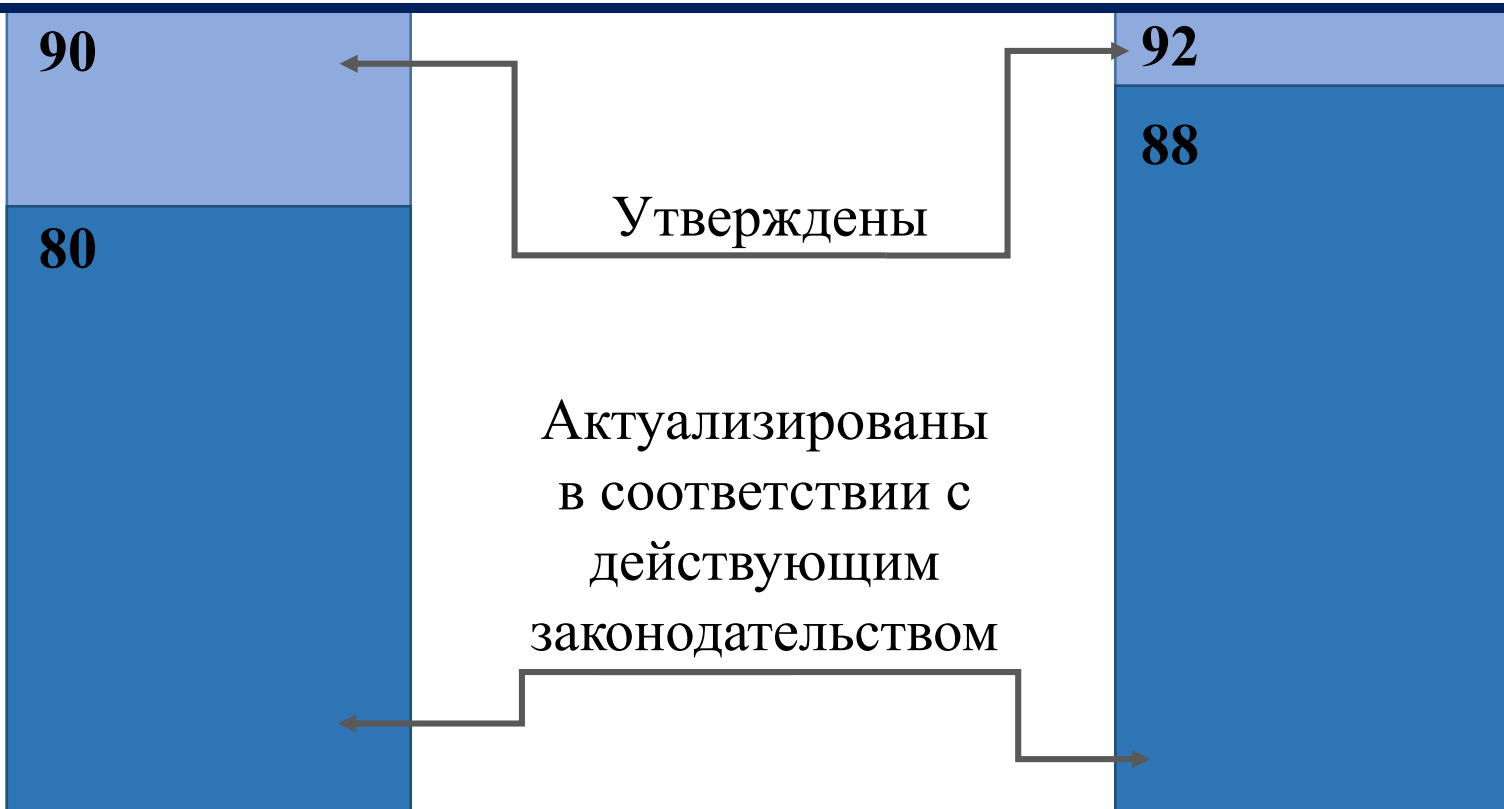 90
92
88
Утверждены
80
Актуализированы
в соответствии с
действующим
законодательством